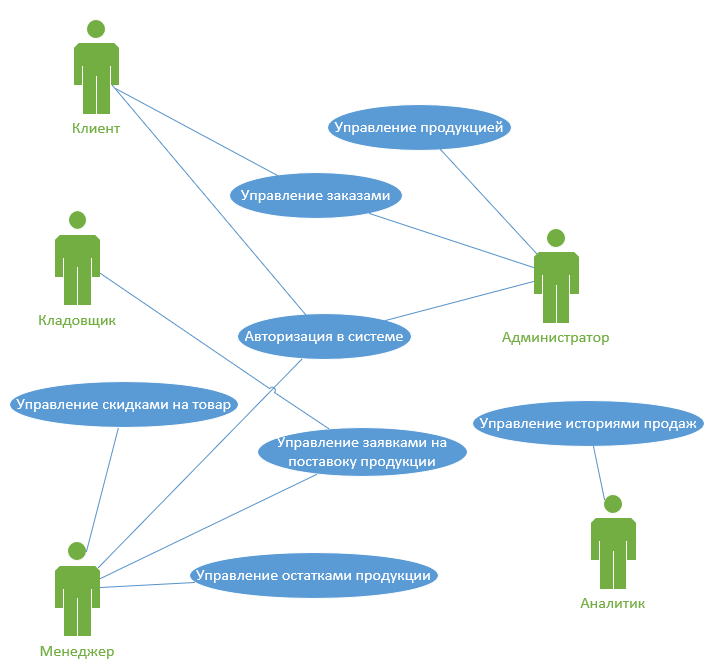 Клиент
Управление продукцией
Управление заказами
Кладовщик
Авторизация в системе
Администратор
Управление скидками на товар
Управление историями продаж
Управление заявками на
поставоку продукции
Управление остатками продукции
Аналитик
Менеджер